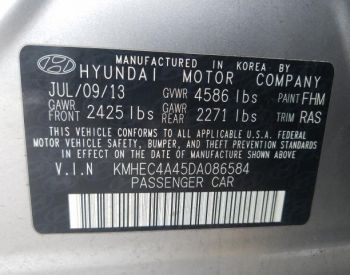 MANUFACTURED IN KOREA BY
HYUNDAI MOTOR COMPANY
JUL/09/13 GVWR 4586 lbs PAINT FHM
GAWR FRONT 2425 lbs GAWR REAR 2271 lbs TRIM RAS
THIS VEHICLE CONFORMS TO ALL APPLICABLE U.S.A. FEDERAL
MOTOR VEHICLE SAFETY, BUMPER, AND THEFT PREVENTION
STANDARDS IN EFFECT ON THE DATE OF MANUFACTURE
SHOWN ABOVE.
V.I.N KMHEC4A45DA086584
PASSENGER CAR